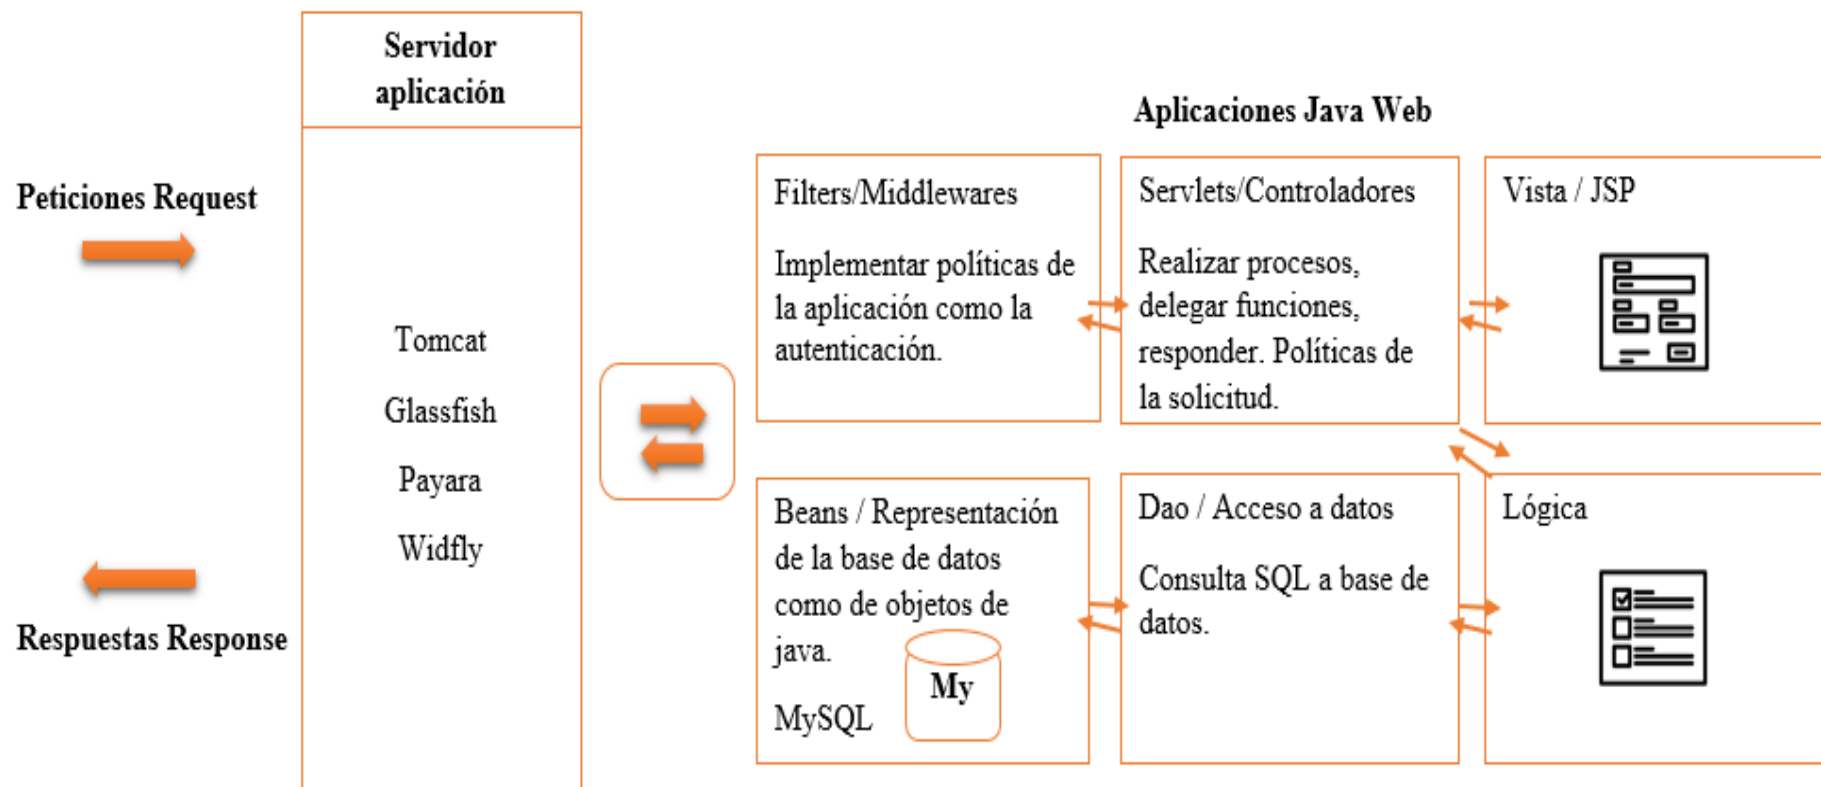 Servidor
aplicación
Peticiones Request
Tomcat
Glassfish
Payara
Widfly
Respuestas Response
Aplicaciones Java Web
Filters/Middlewares
Implementar políticas de
la aplicación como la
autenticación.
Servlets/Controladores
Realizar procesos,
delegar funciones,
responder. Políticas de
la solicitud.
Vista / JSP
Beans / Representación
de la base de datos
como de objetos de
java.
MySQL
My
Dao / Acceso a datos
Consulta SQL a base de
datos.
Lógica